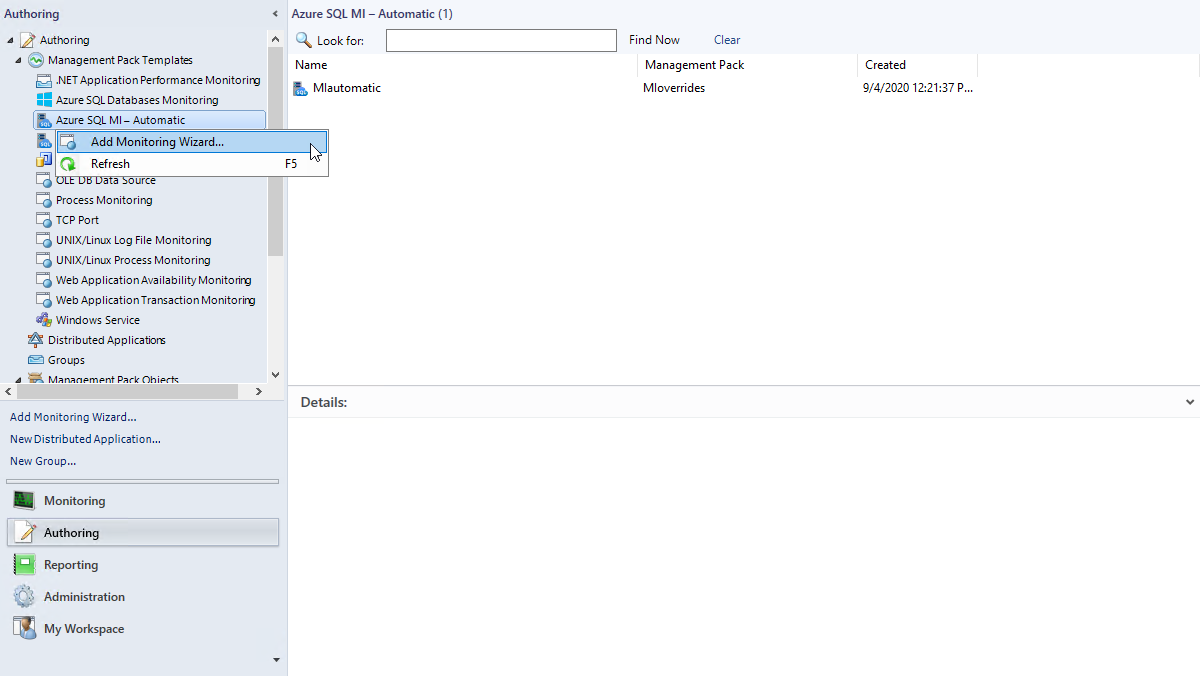 Authoring
Authoring
Management Pack Templates
.NET Application Performance Monitoring
Azure SQL Databases Monitoring
Azure SQL MI – Automatic
Add Monitoring Wizard...
Refresh F5
OLE DB Data Source
Process Monitoring
TCP Port
UNIX/Linux Log File Monitoring
UNIX/Linux Process Monitoring
Web Application Availability Monitoring
Web Application Transaction Monitoring
Windows Service
Distributed Applications
Groups
Management Pack Objects
Add Monitoring Wizard...
New Distributed Application...
New Group...
Monitoring
Authoring
Reporting
Administration
My Workspace
Azure SQL MI – Automatic (1)
Look for: Find Now Clear
Name Management Pack Created
MIautomatic MIoverrides 9/4/2020 12:21:37 P...
Details: